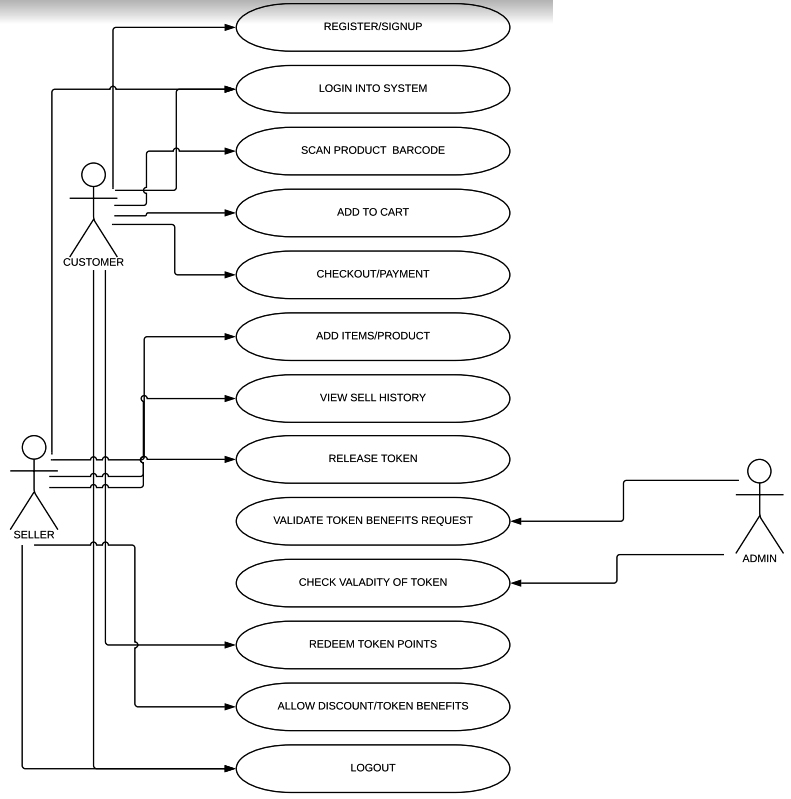 REGISTER/SIGNUP
LOGIN INTO SYSTEM
SCAN PRODUCT BARCODE
ADD TO CART
CUSTOMER
CHECKOUT/PAYMENT
ADD ITEMS/PRODUCT
VIEW SELL HISTORY
RELEASE TOKEN
VALIDATE TOKEN BENEFITS REQUEST
SELLER
ADMIN
CHECK VALADITY OF TOKEN
REDEEM TOKEN POINTS
ALLOW DISCOUNT/TOKEN BENEFITS
LOGOUT